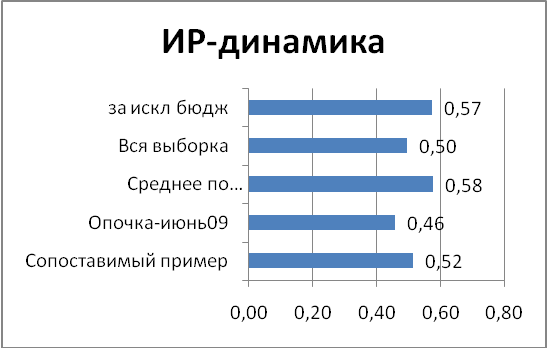 ИР-динамика
за искл бюдж 0,57
Вся выборка 0,50
Среднее по... 0,58
Опочка-июнь09 0,46
Сопоставимый пример 0,52
0,00 0,20 0,40 0,60 0,80